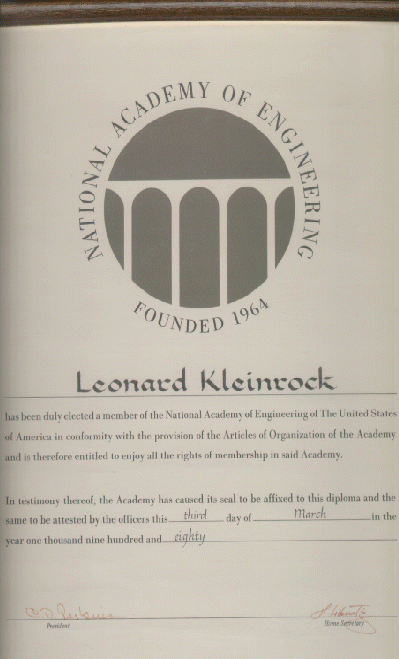 NATIONAL ACADEMY OF ENGINEERING
FOUNDED 1964
Leonard Kleinrock
has been duly elected a member of the National Academy of Engineering of The United States
of America in conformity with the provision of the Articles of Organization of the Academy
and is therefore entitled to enjoy all the rights of membership in said Academy.
In testimony thereof, the Academy has caused its seal to be affixed to this diploma and the
same to be attested by the officers this third day of March in the
year one thousand nine hundred and eighty
President Home Secretary